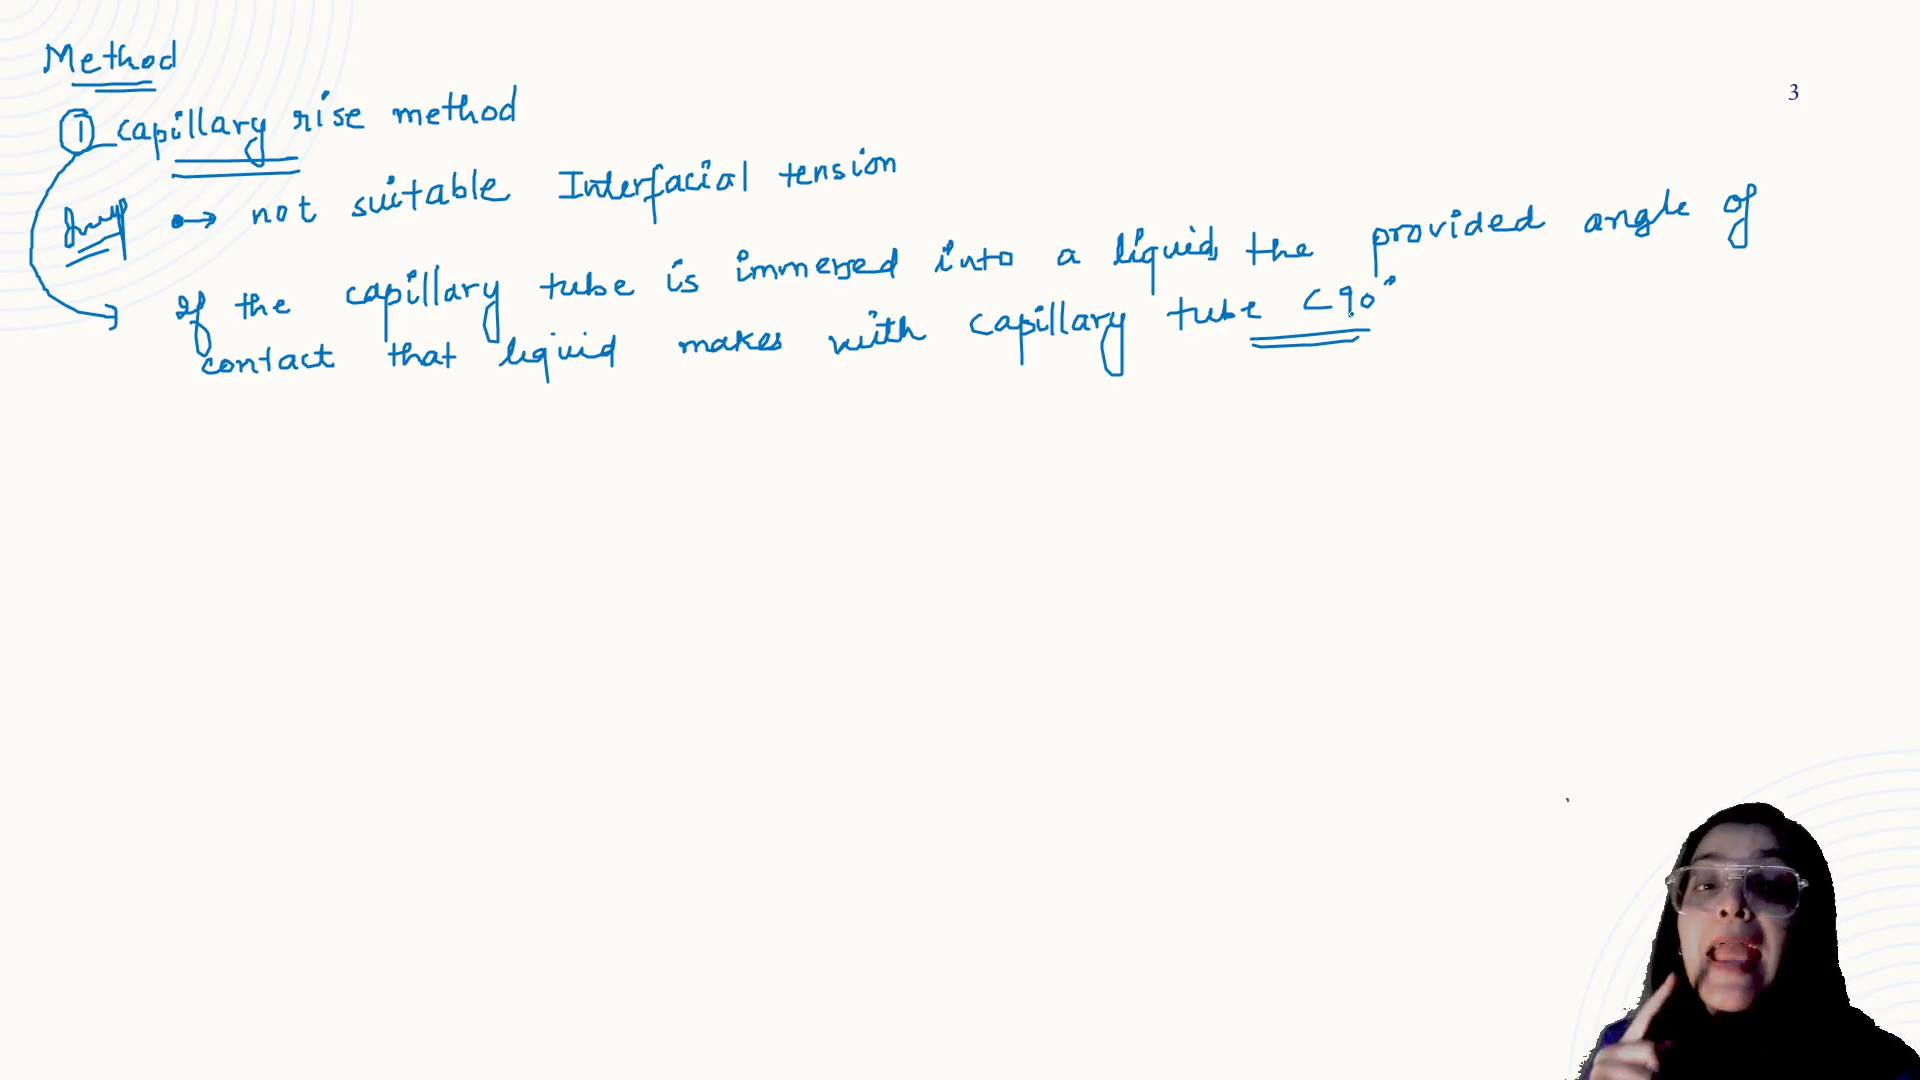 Method
3
① capillary rise method
Imp •→ not suitable Interfacial tension
If the capillary tube is immersed into a liquid, the provided angle of
contact that liquid makes with capillary tube <90°